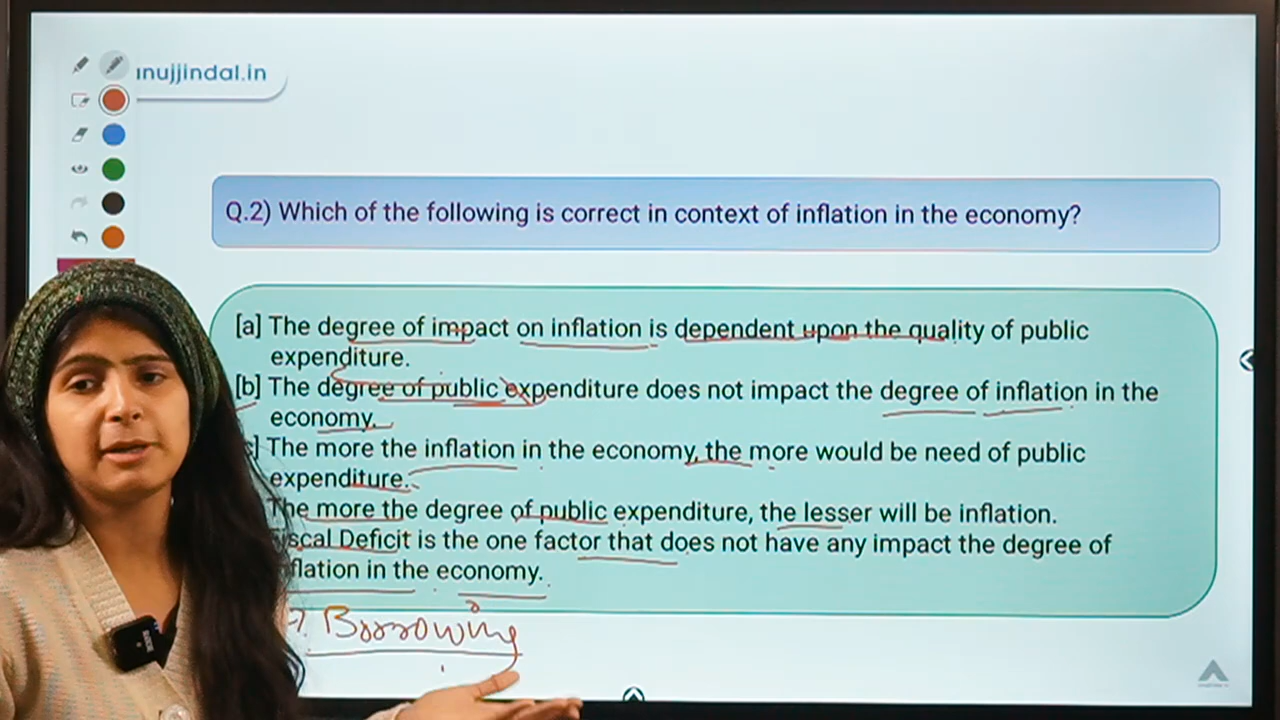 nujjindal.in
Q.2) Which of the following is correct in context of inflation in the economy?
[a] The degree of impact on inflation is dependent upon the quality of public
expenditure.
[b] The degree of public expenditure does not impact the degree of inflation in the
economy.
] The more the inflation in the economy, the more would be need of public
expenditure.
The more the degree of public expenditure, the lesser will be inflation.
scal Deficit is the one factor that does not have any impact the degree of
flation in the economy.
Borrowing